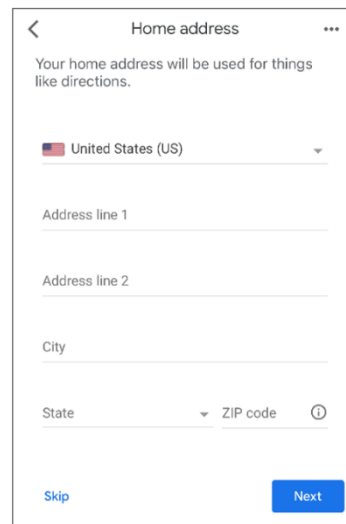 Home address
Your home address will be used for things
like directions.
United States (US)
Address line 1
Address line 2
City
State
ZIP code
Skip
Next